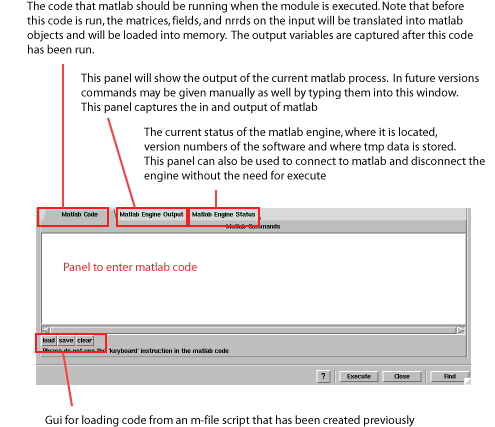 The code that matlab should be running when the module is executed. Note that before
this code is run, the matrices, fields, and nrrds on the input will be translated into matlab
objects and will be loaded into memory. The output variables are captured after this code
has been run.
This panel will show the output of the current matlab process. In future versions
commands may be given manually as well by typing them into this window.
This panel captures the in and output of matlab
The current status of the matlab engine, where it is located,
version numbers of the software and where tmp data is stored.
This panel can also be used to connect to matlab and disconnect the
engine without the need for execute
Matlab Code Matlab Engine Output Matlab Engine Status
Matlab Commands
Panel to enter matlab code
load save clear
Please do not use the 'keyboard' instruction in the matlab code
? Execute Close Find
Gui for loading code from an m-file script that has been created previously